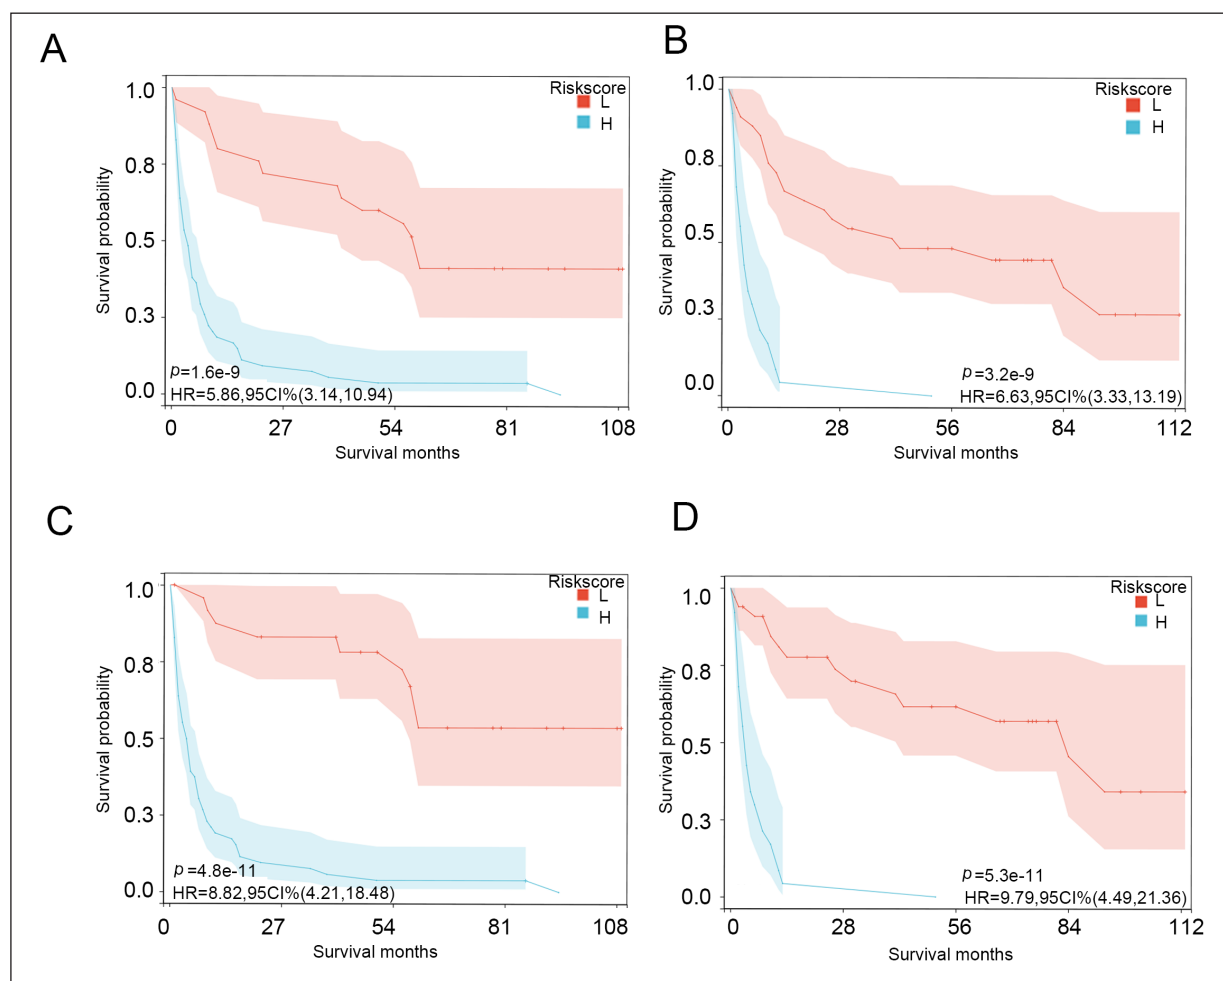 A
Riskscore
L
H
1.0
0.8
0.5
0.3
0.0
Survival probability
p=1.6e-9
HR=5.86,95CI%(3.14,10.94)
0 27 54 81 108
Survival months
B
Riskscore
L
H
1.0
0.8
0.5
0.3
0.0
Survival probability
p=3.2e-9
HR=6.63,95CI%(3.33,13.19)
0 28 56 84 112
Survival months
C
Riskscore
L
H
1.0
0.8
0.5
0.3
0.0
Survival probability
p=4.8e-11
HR=8.82,95CI%(4.21,18.48)
0 27 54 81 108
Survival months
D
Riskscore
L
H
1.0
0.8
0.5
0.3
0.0
Survival probability
p=5.3e-11
HR=9.79,95CI%(4.49,21.36)
0 28 56 84 112
Survival months